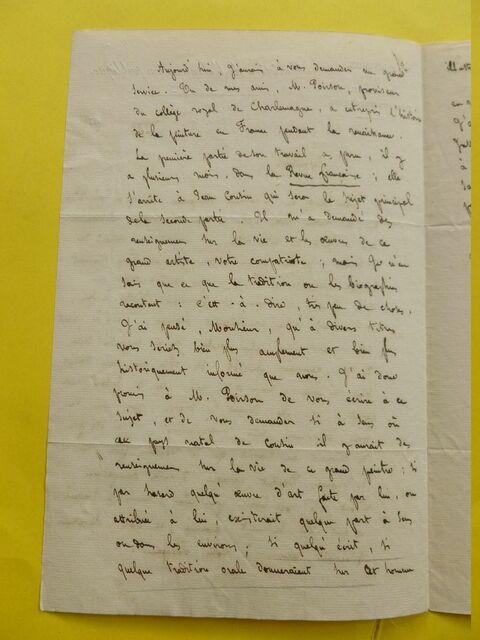 Aujourd'hui, j'aurais à vous demander un grand
service. Un de mes amis, M. Poirson, proviseur
du collège royal de Charlemagne, a entrepris l'histoire
de la peinture en France pendant la renaissance.
La première partie de son travail a paru, il y
a plusieurs mois, dans la Revue française ; elle
s'arrête à Jean Cousin qui sera le sujet principal
de la seconde partie. Il m'a demandé des
renseignemens sur la vie et les œuvres de ce
grand artiste, votre compatriote ; mais je n'en
sais que ce que la tradition ou les biographies
racontent : c'est-à-dire, très peu de choses.
J'ai pensé, Monsieur, qu'à divers titres
vous seriez bien plus amplement et bien plus
historiquement informé que nous. J'ai donc
promis à M. Poirson de vous écrire à ce
sujet, et de vous demander si à Sens où
au pays natal de Cousin il y aurait des
renseignemens sur la vie de ce grand peintre ; si
par hasard quelqu'œuvre d'art faite par lui, ou
attribuée à lui, existerait quelque part à Sens
ou dans les environs ; si quelqu'écrit, si
quelque tradition orale donneraient sur cet homme